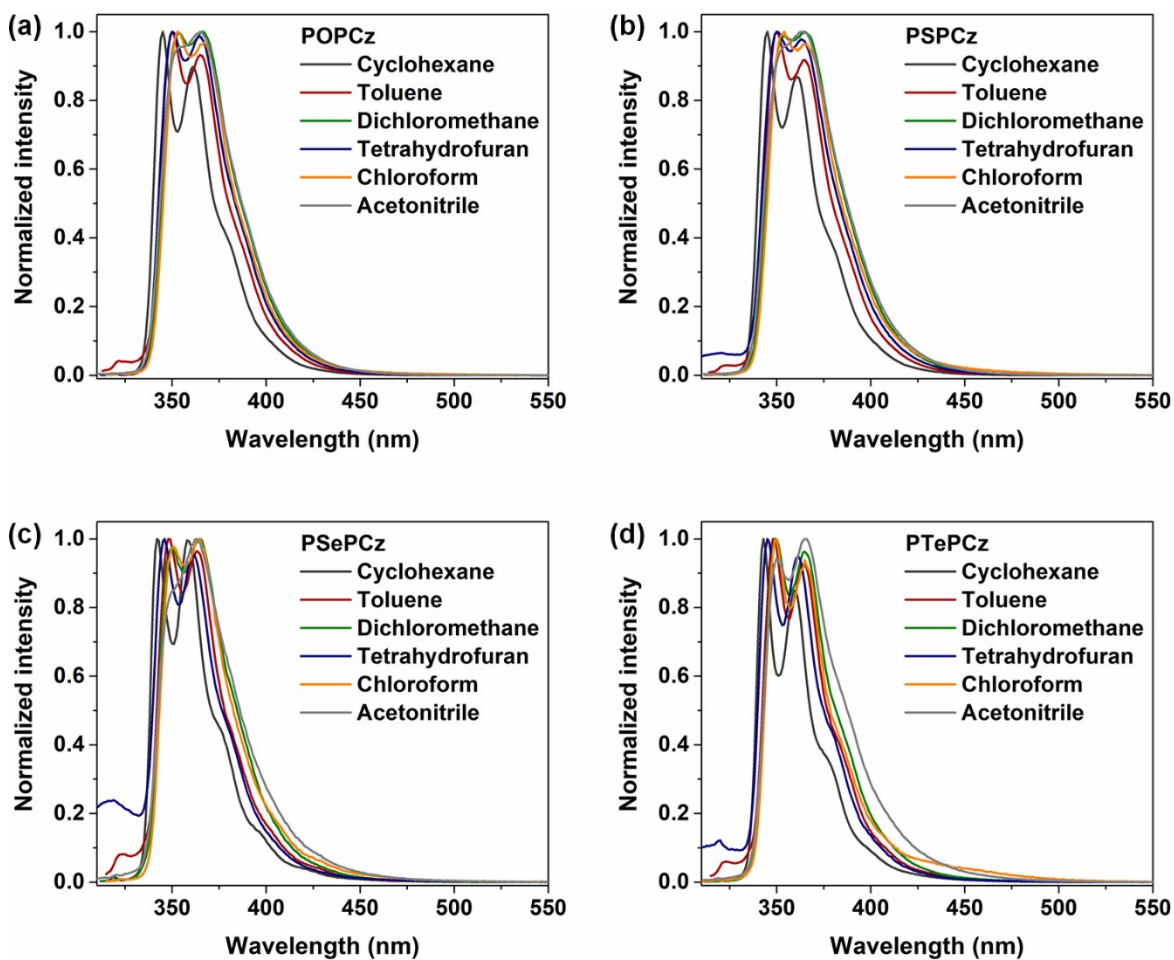 (a)
POPCz
Cyclohexane
Toluene
Dichloromethane
Tetrahydrofuran
Chloroform
Acetonitrile
Normalized intensity
1.0
0.8
0.6
0.4
0.2
0.0
350 400 450 500 550
Wavelength (nm)
(b)
PSPCz
Cyclohexane
Toluene
Dichloromethane
Tetrahydrofuran
Chloroform
Acetonitrile
Normalized intensity
1.0
0.8
0.6
0.4
0.2
0.0
350 400 450 500 550
Wavelength (nm)
(c)
PSePCz
Cyclohexane
Toluene
Dichloromethane
Tetrahydrofuran
Chloroform
Acetonitrile
Normalized intensity
1.0
0.8
0.6
0.4
0.2
0.0
350 400 450 500 550
Wavelength (nm)
(d)
PTePCz
Cyclohexane
Toluene
Dichloromethane
Tetrahydrofuran
Chloroform
Acetonitrile
Normalized intensity
1.0
0.8
0.6
0.4
0.2
0.0
350 400 450 500 550
Wavelength (nm)